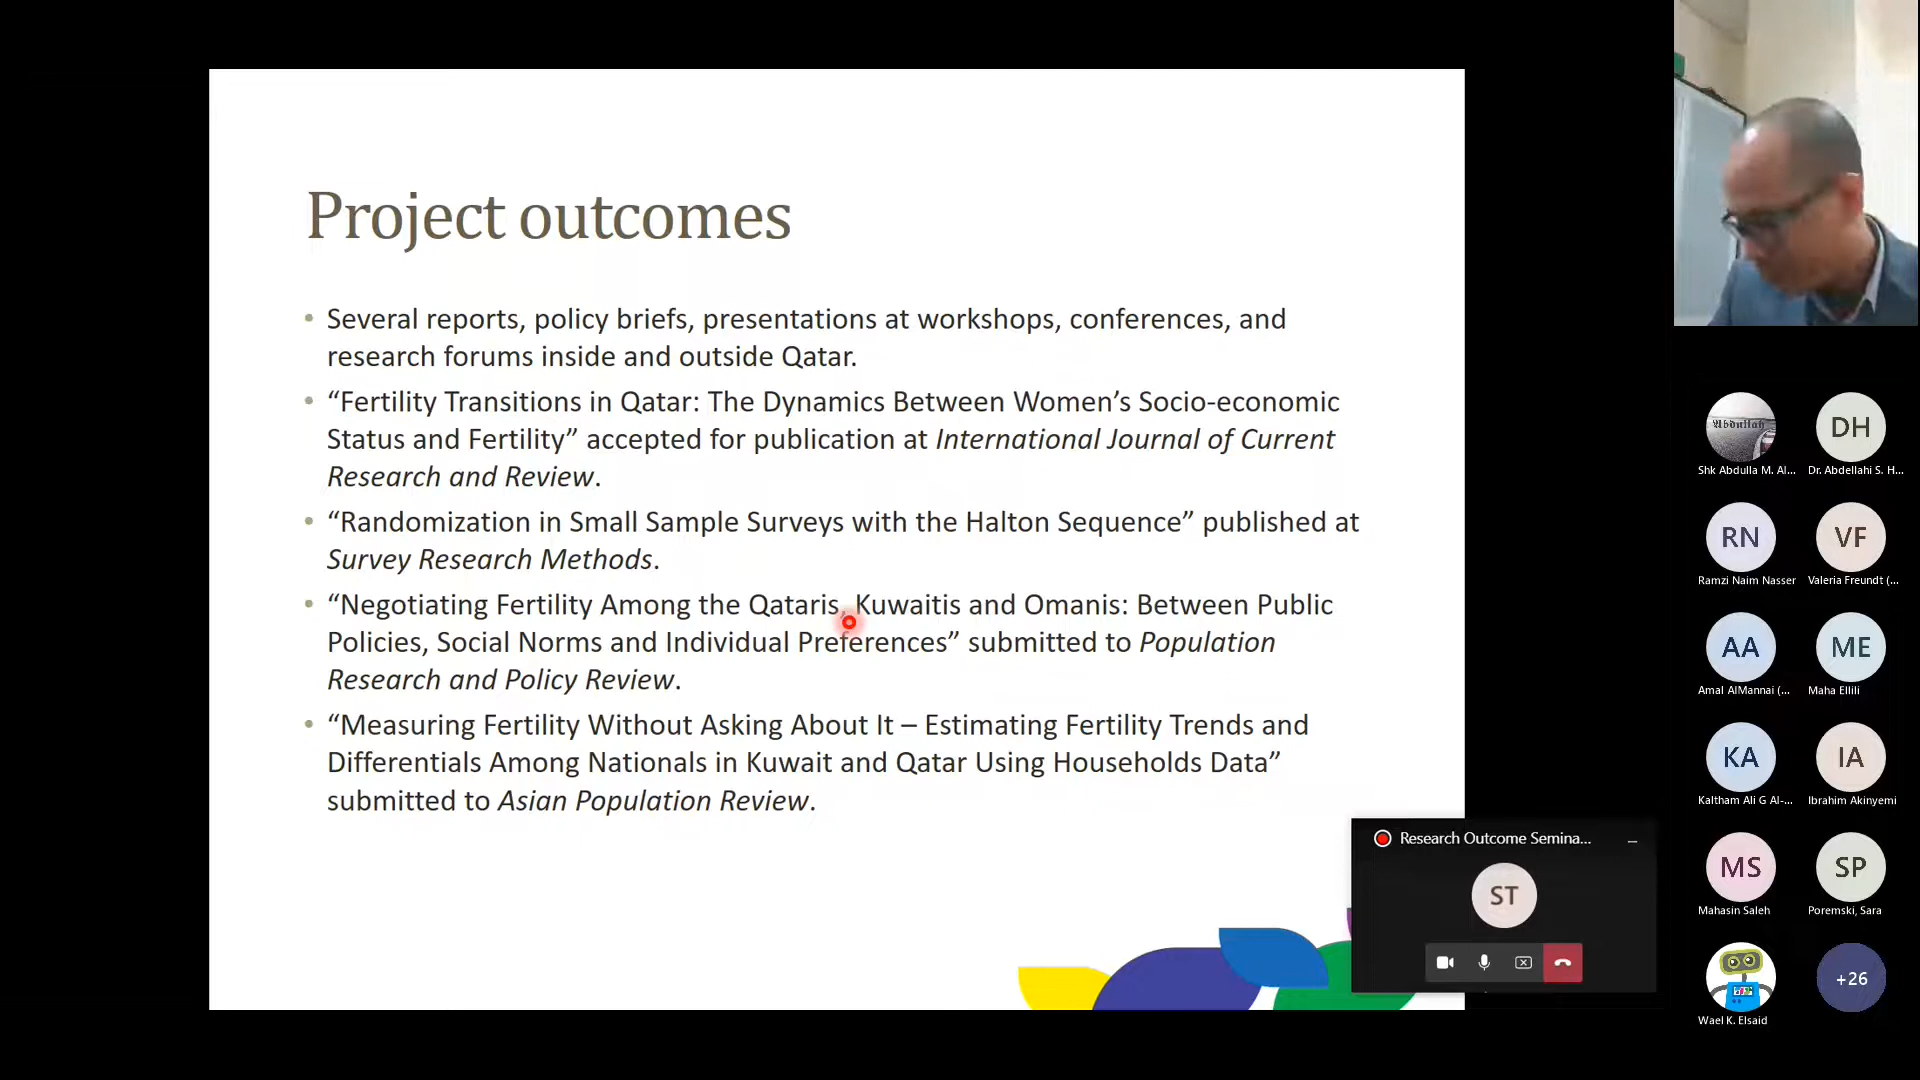 Project outcomes
• Several reports, policy briefs, presentations at workshops, conferences, and
research forums inside and outside Qatar.
• “Fertility Transitions in Qatar: The Dynamics Between Women’s Socio-economic
Status and Fertility” accepted for publication at International Journal of Current
Research and Review.
• “Randomization in Small Sample Surveys with the Halton Sequence” published at
Survey Research Methods.
• “Negotiating Fertility Among the Qataris, Kuwaitis and Omanis: Between Public
Policies, Social Norms and Individual Preferences” submitted to Population
Research and Policy Review.
• “Measuring Fertility Without Asking About It – Estimating Fertility Trends and
Differentials Among Nationals in Kuwait and Qatar Using Households Data”
submitted to Asian Population Review.
Research Outcome Semina...
ST
Abdullah
DH
Shk Abdulla M. Al...
Dr. Abdellahi S. H...
RN
VF
Ramzi Naim Nasser
Valeria Freundt (...
AA
ME
Amal AlMannai (...
Maha Ellili
KA
IA
Kaltham Ali G Al-...
Ibrahim Akinyemi
MS
SP
Mahasin Saleh
Poremski, Sara
+26
Wael K. Elsaid